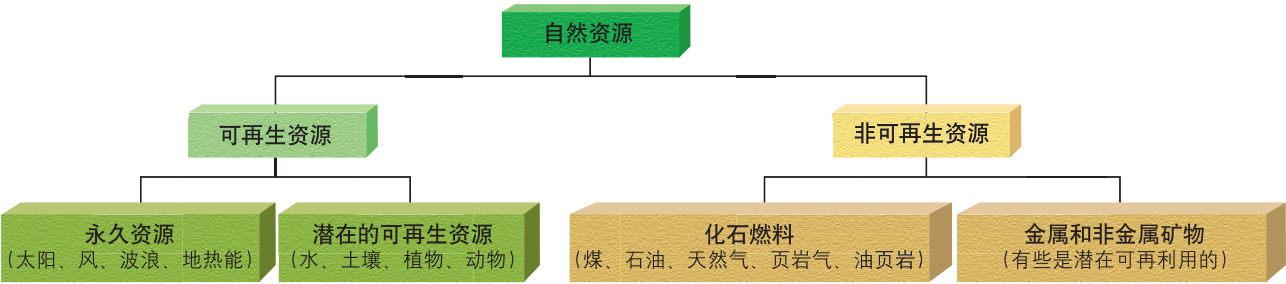 自然资源
可再生资源
非可再生资源
永久资源
(太阳、风、波浪、地热能)
潜在的可再生资源
(水、土壤、植物、动物)
化石燃料
(煤、石油、天然气、页岩气、油页岩)
金属和非金属矿物
(有些是潜在可再利用的)